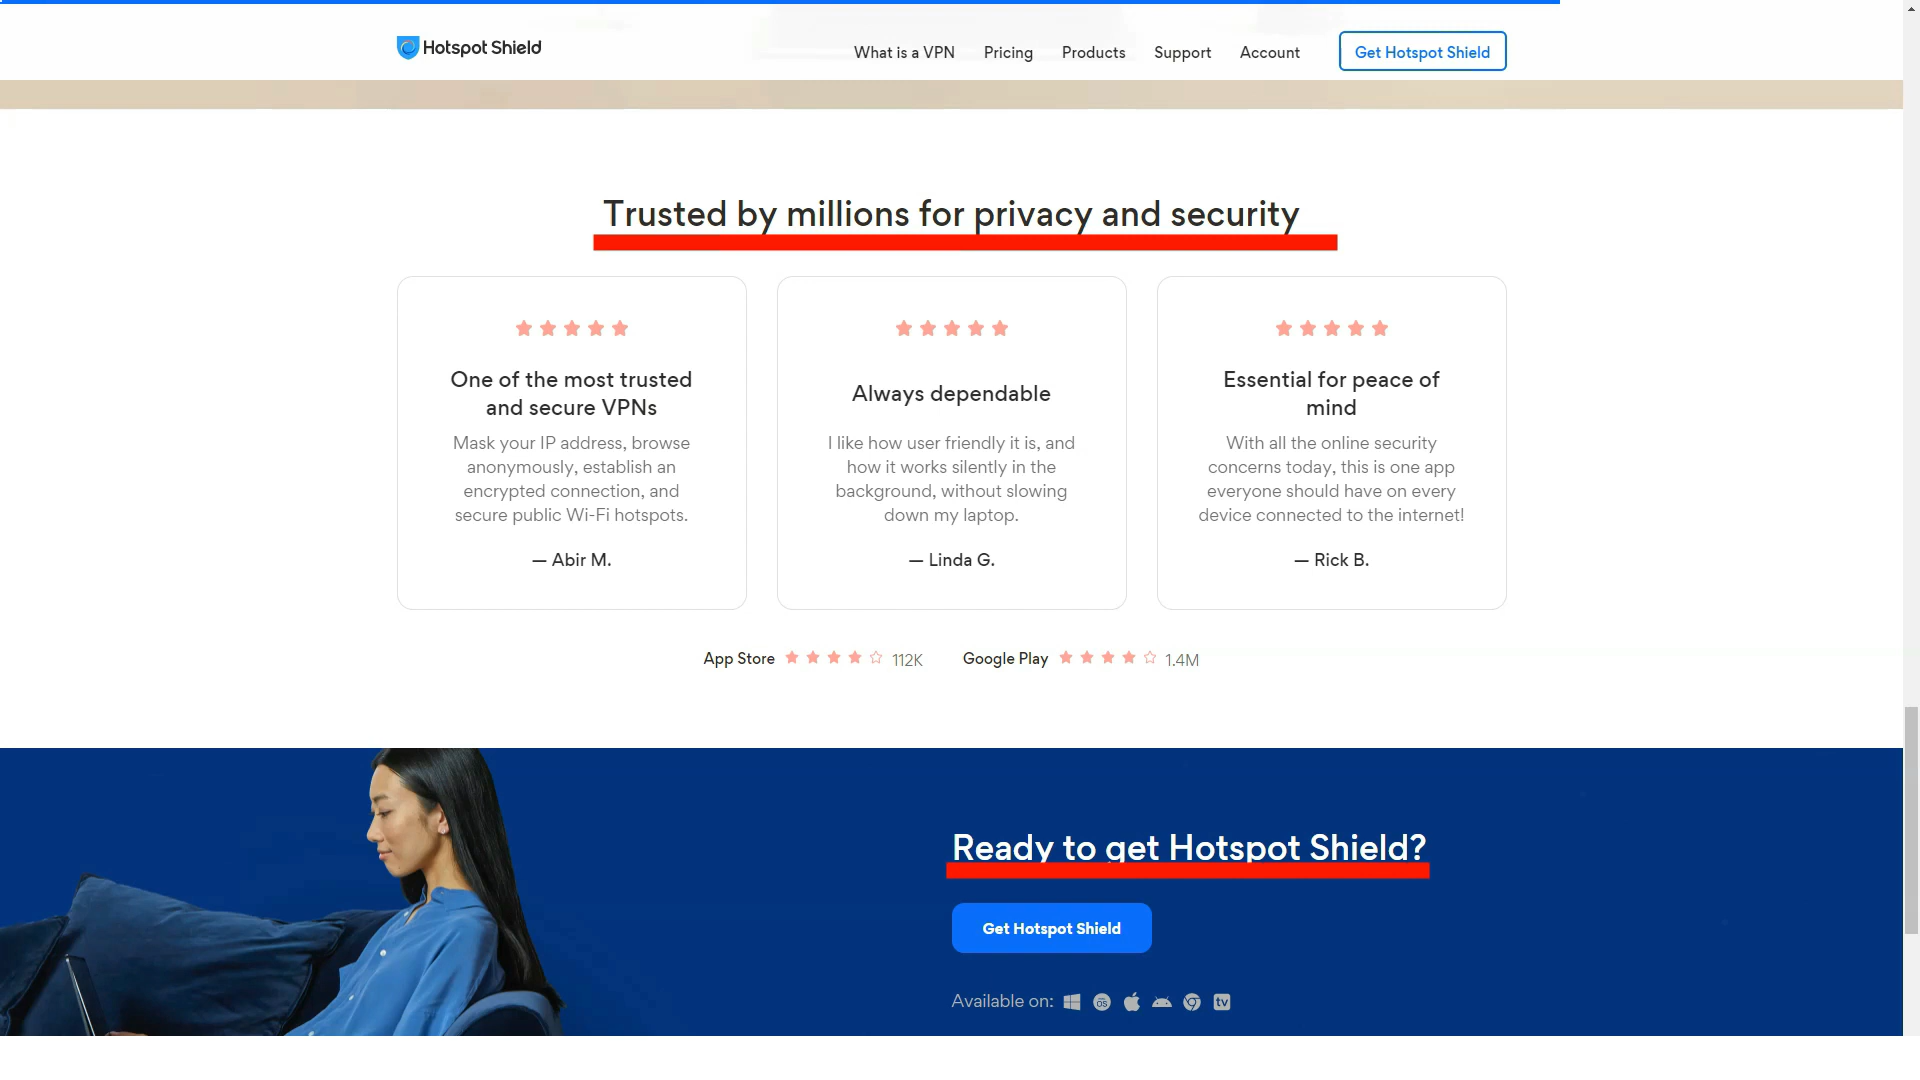 Hotspot Shield
What is a VPN
Pricing
Products
Support
Account
Get Hotspot Shield
Trusted by millions for privacy and security
One of the most trusted
and secure VPNs
Mask your IP address, browse
anonymously, establish an
encrypted connection, and
secure public Wi-Fi hotspots.
— Abir M.
Always dependable
I like how user friendly it is, and
how it works silently in the
background, without slowing
down my laptop.
— Linda G.
Essential for peace of
mind
With all the online security
concerns today, this is one app
everyone should have on every
device connected to the internet!
— Rick B.
App Store 112K
Google Play 1.4M
Ready to get Hotspot Shield?
Get Hotspot Shield
Available on:
OS
tv